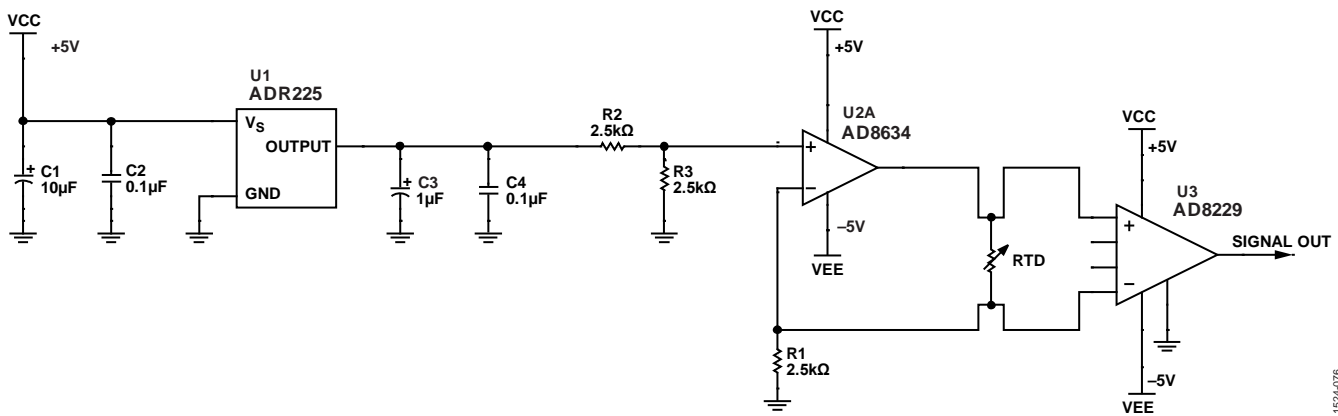 VCC
+5V
U1
ADR225
VS
OUTPUT
GND
C1
10µF
+
C2
0.1µF
C3
1µF
+
C4
0.1µF
R2
2.5kΩ
R3
2.5kΩ
VCC
+5V
U2A
AD8634
+
–
–5V
VEE
R1
2.5kΩ
RTD
VCC
+5V
U3
AD8229
+
–
SIGNAL OUT
–5V
VEE